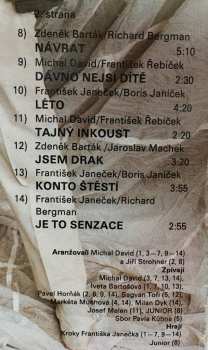 2. strana
8) Zdeněk Barták/Richard Bergman
NÁVRAT 5:10
9) Michal David/František Řebíček
DÁVNO NEJSI DÍTĚ 2:30
10) František Janeček/Boris Janíček
LÉTO 4:20
11) Michal David/František Řebíček
TAJNÝ INKOUST 4:40
12) Zdeněk Barták /Jaroslav Machek
JSEM DRAK 3:20
13) František Janeček/Boris Janíček
KONTO ŠTĚSTÍ 3:55
14) František Janeček/Richard
Bergman
JE TO SENZACE 2:55
Aranžovali Michal David (1, 3–7, 9–14)
a Jiří Strohner (2, 8)
Zpívají
Michal David (3, 7, 13, 14),
Iveta Bartošová (1, 7, 10, 13),
Pavel Horňák (2, 6, 9, 14), Sagvan Tofi (5, 12)
Markéta Muchová (4, 14), Milan Dyk (14)
Josef Melen (11), JUNIOR (8)
Sbor Pavla Kühna (5)
Hrají
Kroky Františka Janečka (1–7, 9–14)
Junior (8)